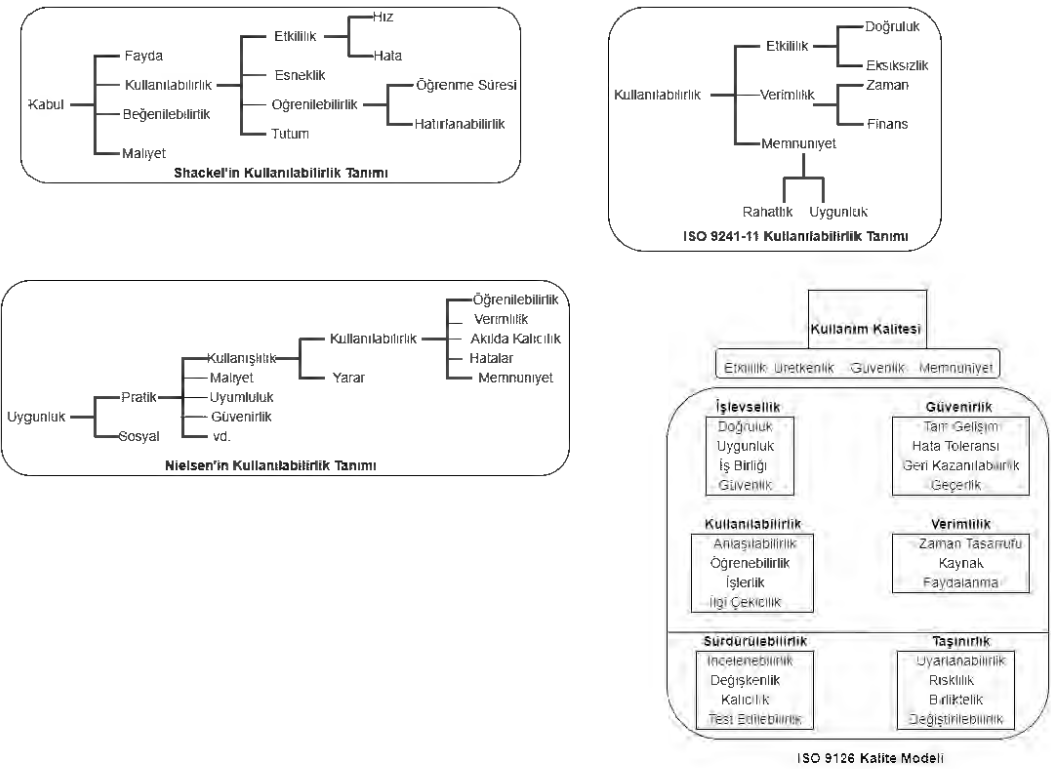 Hız
Etkililik
Hata
Fayda
Kullanılabilirlik
Esneklik
Kabul
Beğenilebilirlik
Öğrenilebilirlik
Öğrenme Süresi
Hatırlanabilirlik
Tutum
Maliyet
Shackel'in Kullanılabilirlik Tanımı
Doğruluk
Etkililik
Eksiksizlik
Kullanılabilirlik
Verimlilik
Zaman
Finans
Memnuniyet
Rahatlık Uygunluk
ISO 9241-11 Kullanılabilirlik Tanımı
Öğrenilebilirlik
Verimlilik
Kullanılabilirlik
Akılda Kalıcılık
Kullanışlılık
Hatalar
Maliyet
Yarar
Memnuniyet
Pratik
Uyumluluk
Uygunluk
Güvenirlik
Sosyal
vd.
Nielsen'in Kullanılabilirlik Tanımı
Kullanım Kalitesi
Etkililik Üretkenlik Güvenlik Memnuniyet
İşlevsellik
Doğruluk
Uygunluk
İş Birliği
Güvenlik
Güvenirlik
Tam Gelişim
Hata Toleransı
Geri Kazanılabilirlik
Geçerlik
Kullanılabilirlik
Anlaşılabilirlik
Öğrenebilirlik
İşlerlik
İlgi Çekicilik
Verimlilik
Zaman Tasarrufu
Kaynak
Faydalanma
Sürdürülebilirlik
İncelenebilirlik
Değişkenlik
Kalıcılık
Test Edilebilirlik
Taşınırlık
Uyarlanabilirlik
Risklilik
Birliktelik
Değiştirilebilirlik
ISO 9126 Kalite Modeli